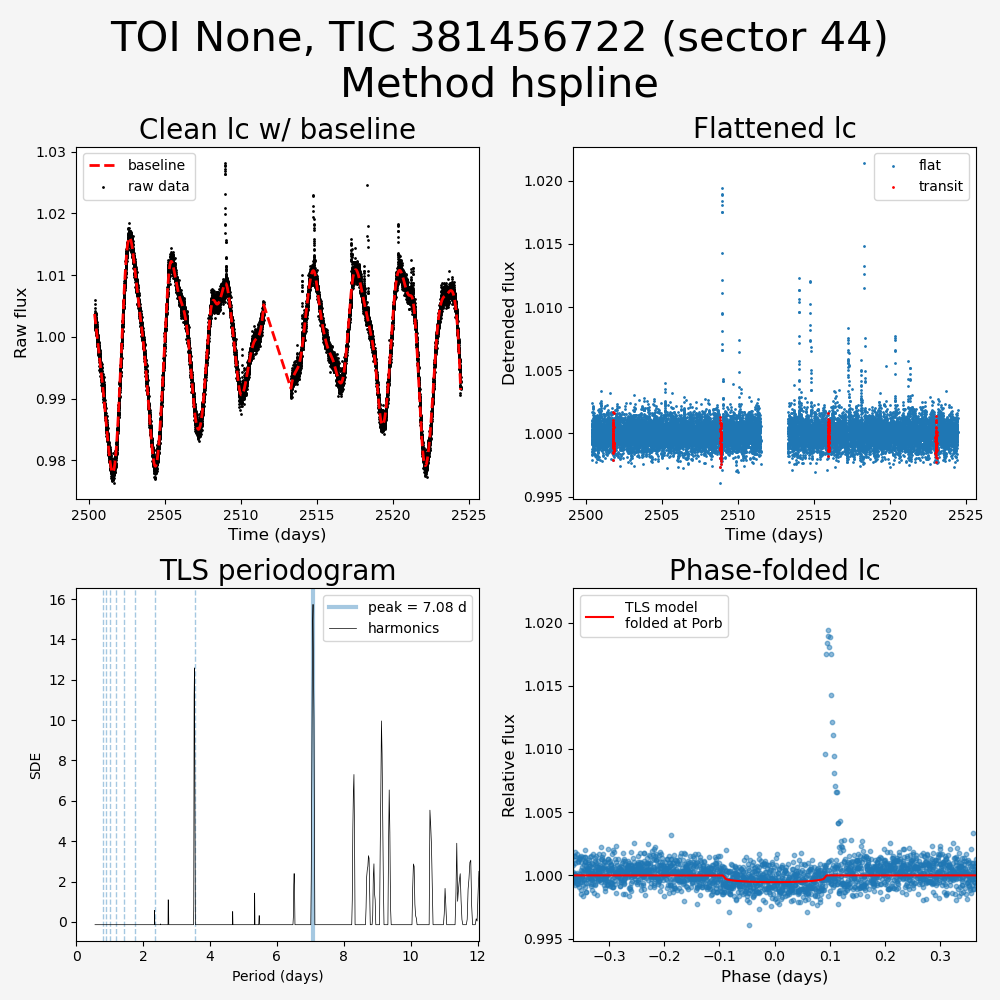 TOI None, TIC 381456722 (sector 44)
Method hspline
Clean lc w/ baseline
baseline
raw data
1.03
1.02
1.01
1.00
0.99
0.98
Raw flux
2500
2505
2510
2515
2520
2525
Time (days)
Flattened lc
flat
transit
1.020
1.015
1.010
1.005
1.000
0.995
Detrended flux
2500
2505
2510
2515
2520
2525
Time (days)
TLS periodogram
peak = 7.08 d
harmonics
16
14
12
10
8
6
4
2
0
SDE
0
2
4
6
8
10
12
Period (days)
Phase-folded lc
TLS model
folded at Porb
1.020
1.015
1.010
1.005
1.000
0.995
Relative flux
−0.3
−0.2
−0.1
0.0
0.1
0.2
0.3
Phase (days)